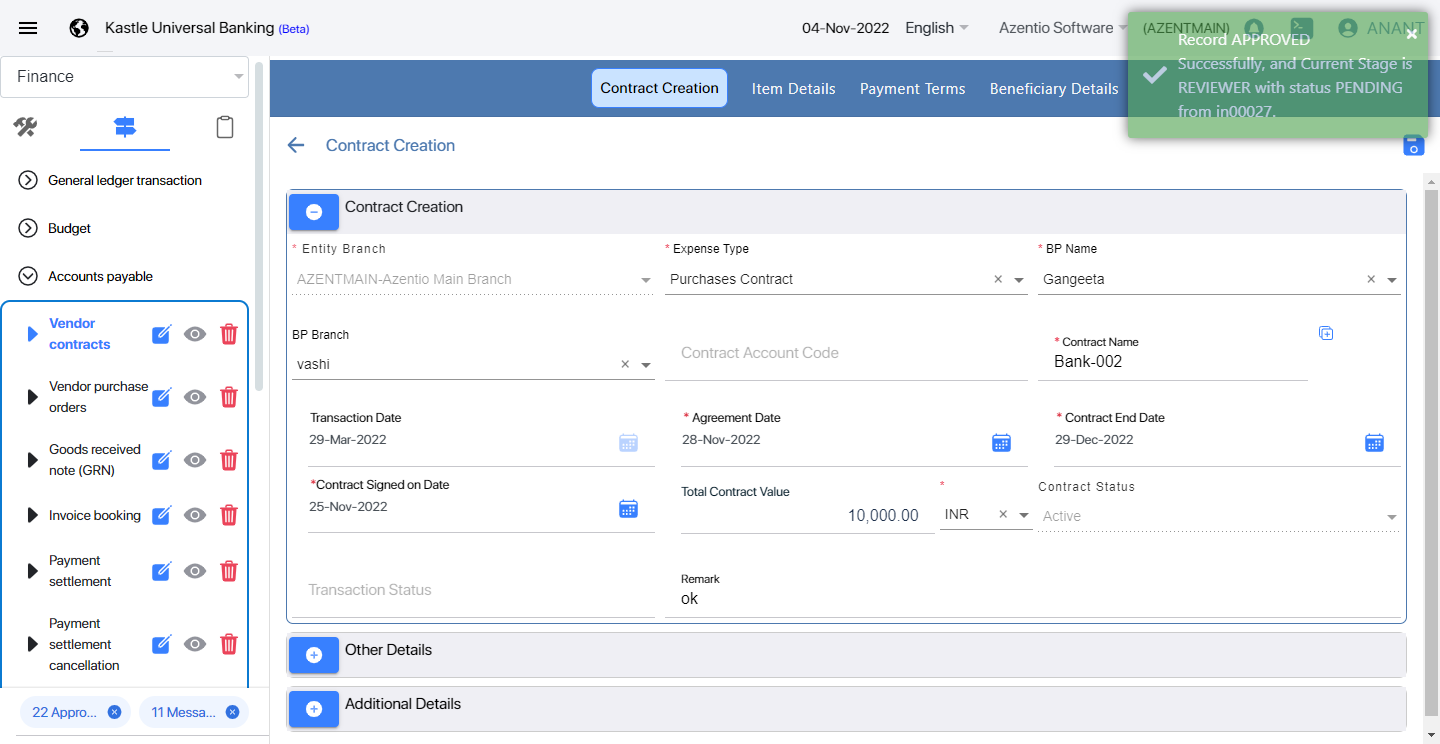 Kastle Universal Banking (Beta)
04-Nov-2022
English
Azentio Software
(AZENTMAIN)
ANANT
Record APPROVED
Successfully, and Current Stage is
REVIEWER with status PENDING
from in00027.
Finance
Contract Creation
Item Details
Payment Terms
Beneficiary Details
Contract Creation
General ledger transaction
Budget
Accounts payable
Vendor
contracts
Vendor purchase
orders
Goods received
note (GRN)
Invoice booking
Payment
settlement
Payment
settlement
cancellation
22 Appro...
11 Messa...
Contract Creation
* Entity Branch
AZENTMAIN-Azentio Main Branch
* Expense Type
Purchases Contract
* BP Name
Gangeeta
BP Branch
vashi
Contract Account Code
* Contract Name
Bank-002
Transaction Date
29-Mar-2022
* Agreement Date
28-Nov-2022
* Contract End Date
29-Dec-2022
*Contract Signed on Date
25-Nov-2022
Total Contract Value
10,000.00
*
INR
Contract Status
Active
Transaction Status
Remark
ok
Other Details
Additional Details